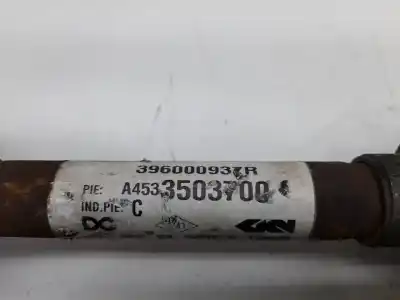 396000937R
PIE: A4533503700
IND.PIE: C
DC GKN